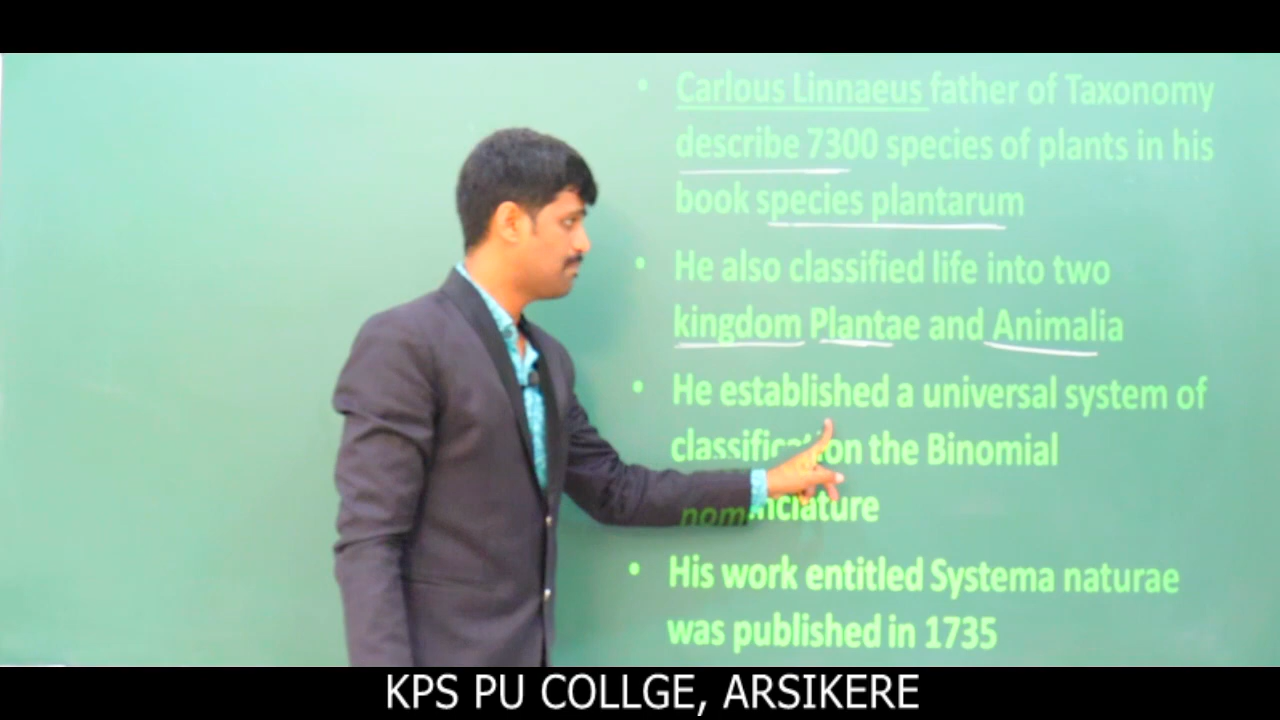 • Carlous Linnaeus father of Taxonomy
describe 7300 species of plants in his
book species plantarum
• He also classified life into two
kingdom Plantae and Animalia
• He established a universal system of
classification the Binomial
nomenclature
• His work entitled Systema naturae
was published in 1735
KPS PU COLLGE, ARSIKERE